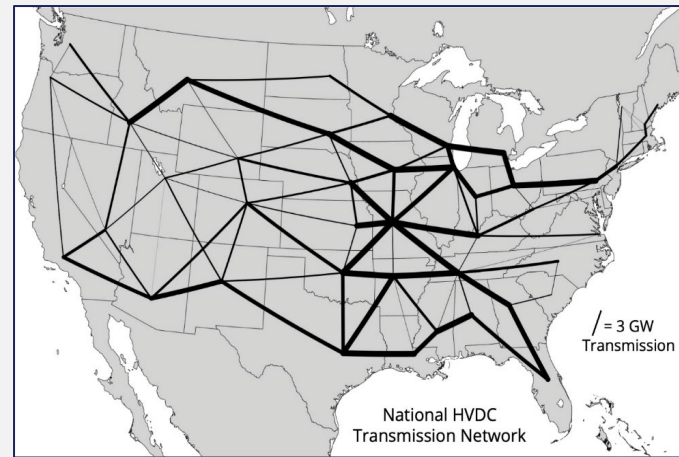 / = 3 GW
Transmission
National HVDC
Transmission Network